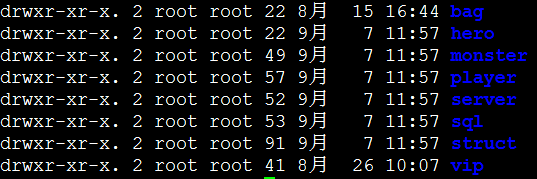 drwxr-xr-x. 2 root root 22 8月  15 16:44 bag
drwxr-xr-x. 2 root root 22 9月   7 11:57 hero
drwxr-xr-x. 2 root root 49 9月   7 11:57 monster
drwxr-xr-x. 2 root root 57 9月   7 11:57 player
drwxr-xr-x. 2 root root 52 9月   7 11:57 server
drwxr-xr-x. 2 root root 53 9月   7 11:57 sql
drwxr-xr-x. 2 root root 91 9月   7 11:57 struct
drwxr-xr-x. 2 root root 41 8月  26 10:07 vip